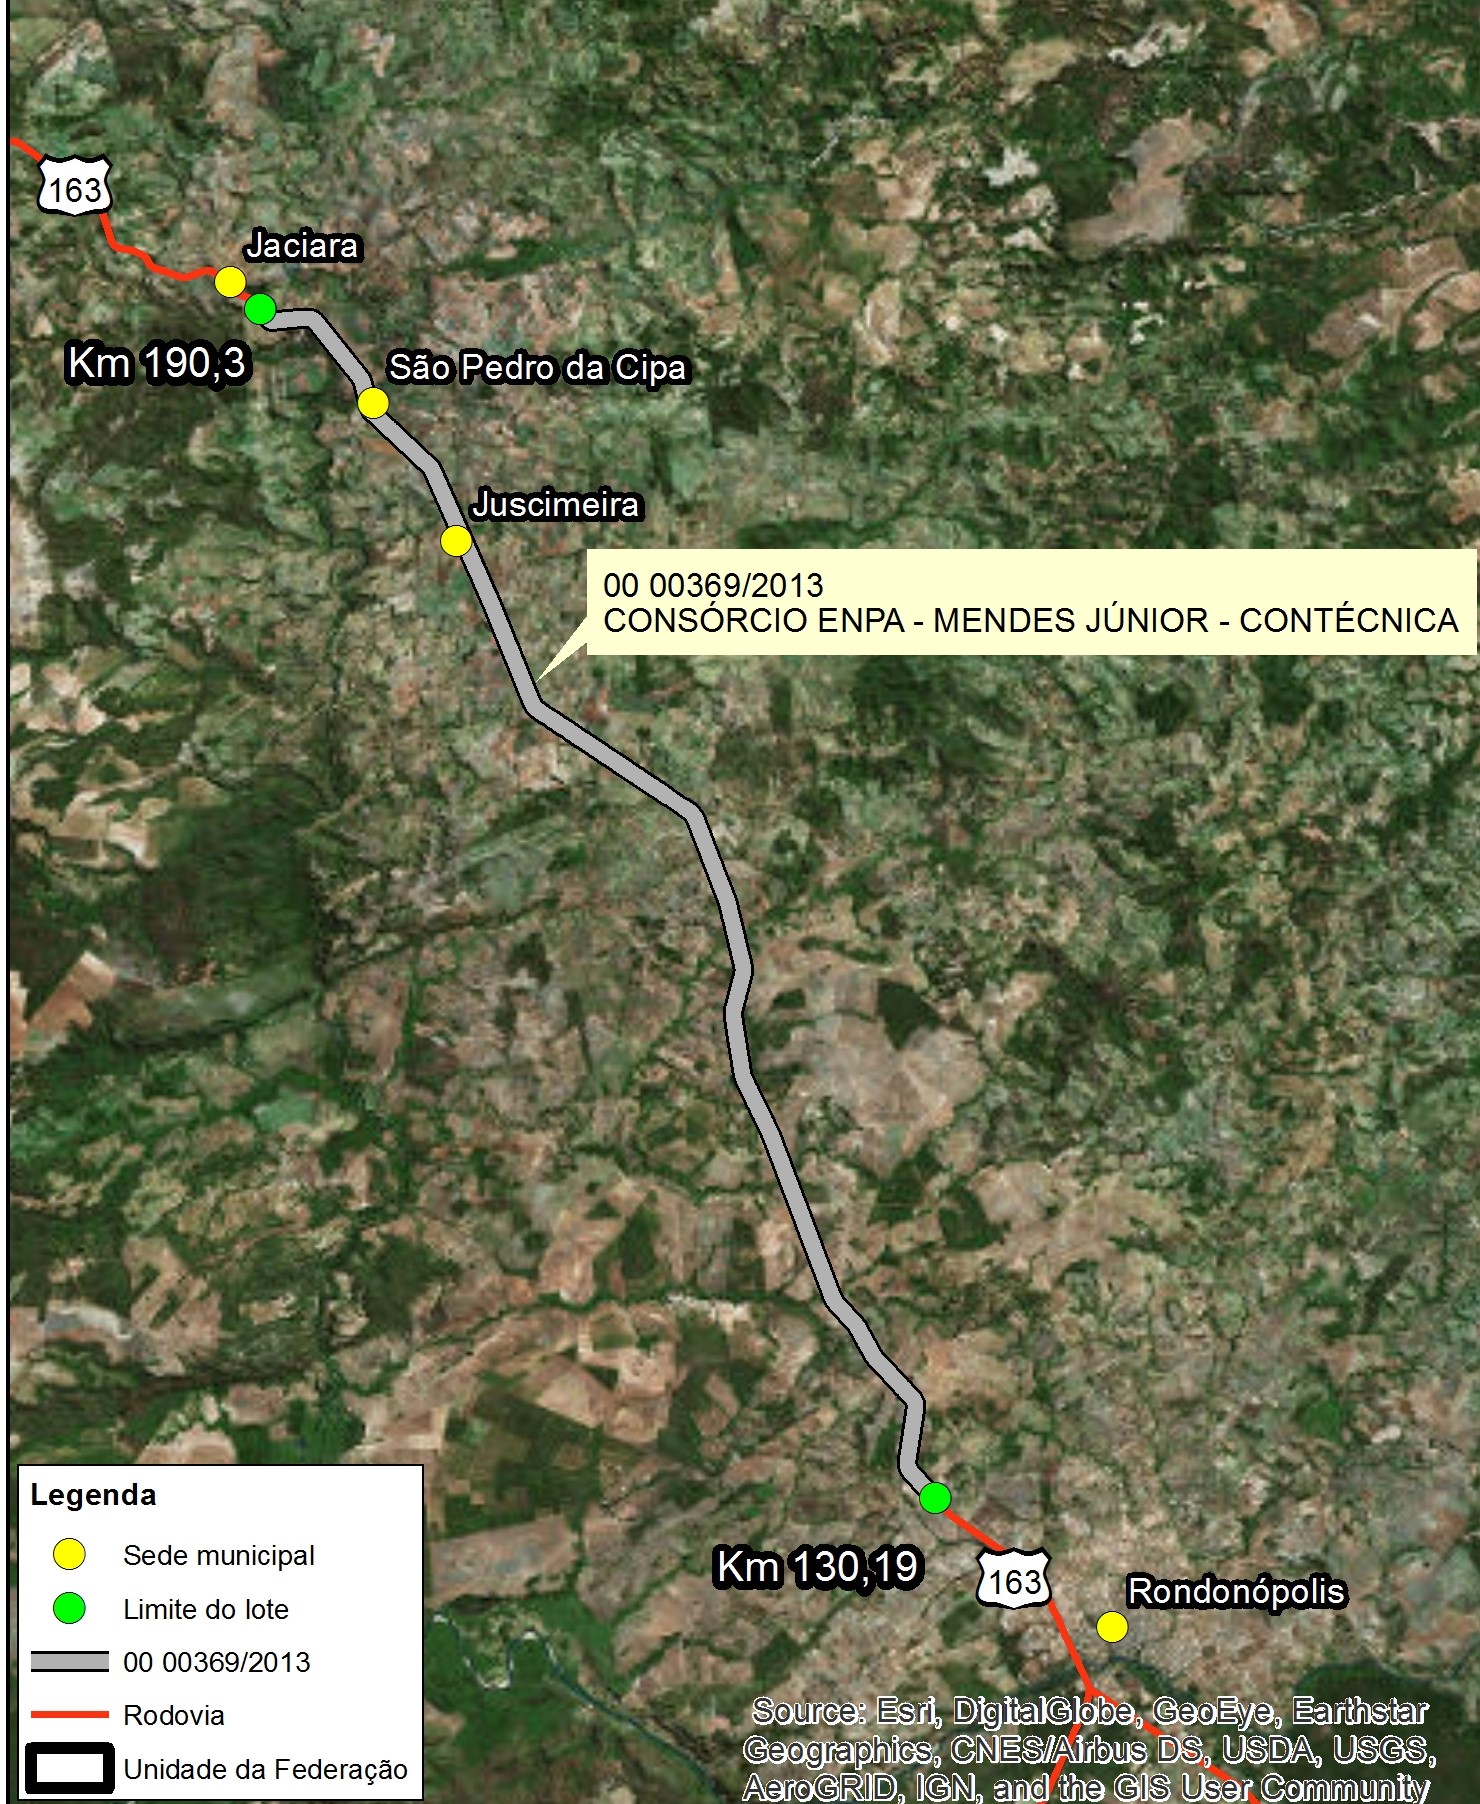 163
Jaciara
Km 190,3
São Pedro da Cipa
Juscimeira
00 00369/2013
CONSÓRCIO ENPA - MENDES JÚNIOR - CONTÉCNICA
Km 130,19
163
Rondonópolis
Legenda
Sede municipal
Limite do lote
00 00369/2013
Rodovia
Unidade da Federação
Source: Esri, DigitalGlobe, GeoEye, Earthstar
Geographics, CNES/Airbus DS, USDA, USGS,
AeroGRID, IGN, and the GIS User Community